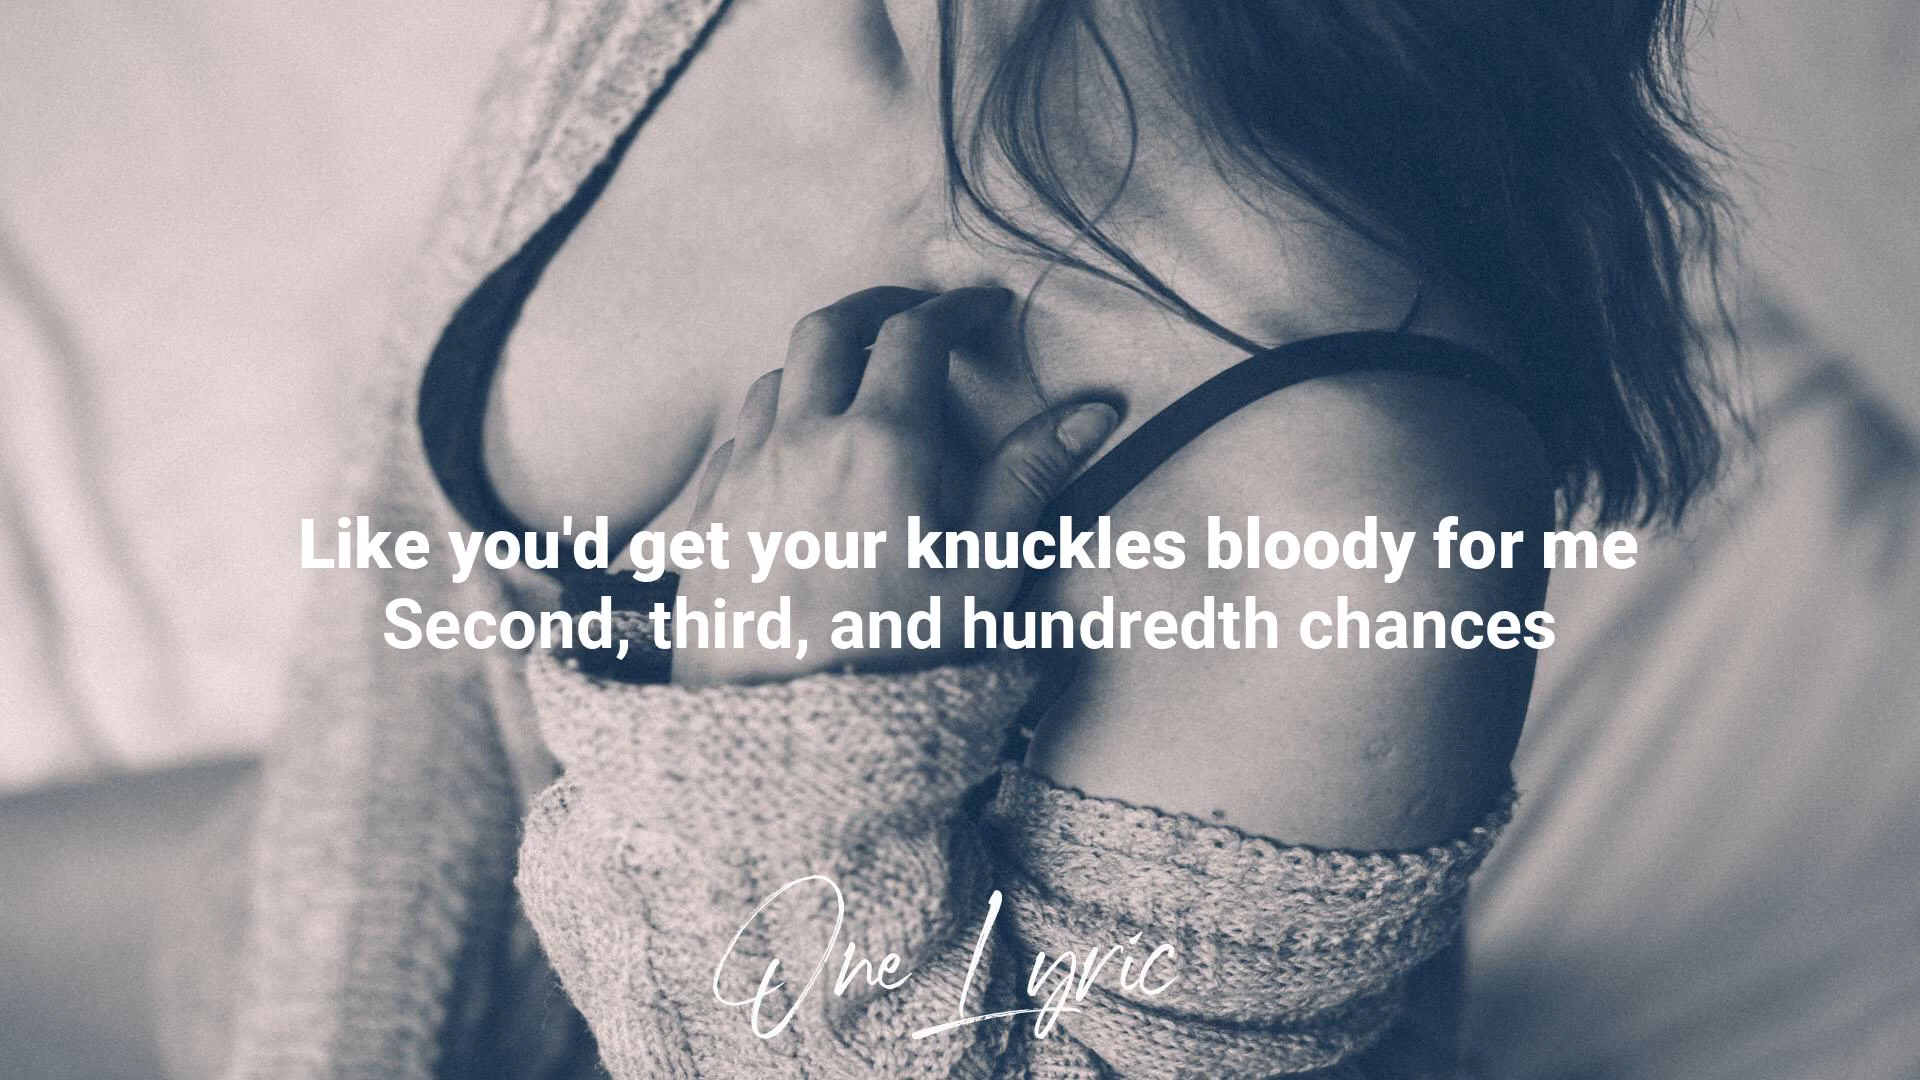 Like you'd get your knuckles bloody for me
Second, third, and hundredth chances
One Lyric